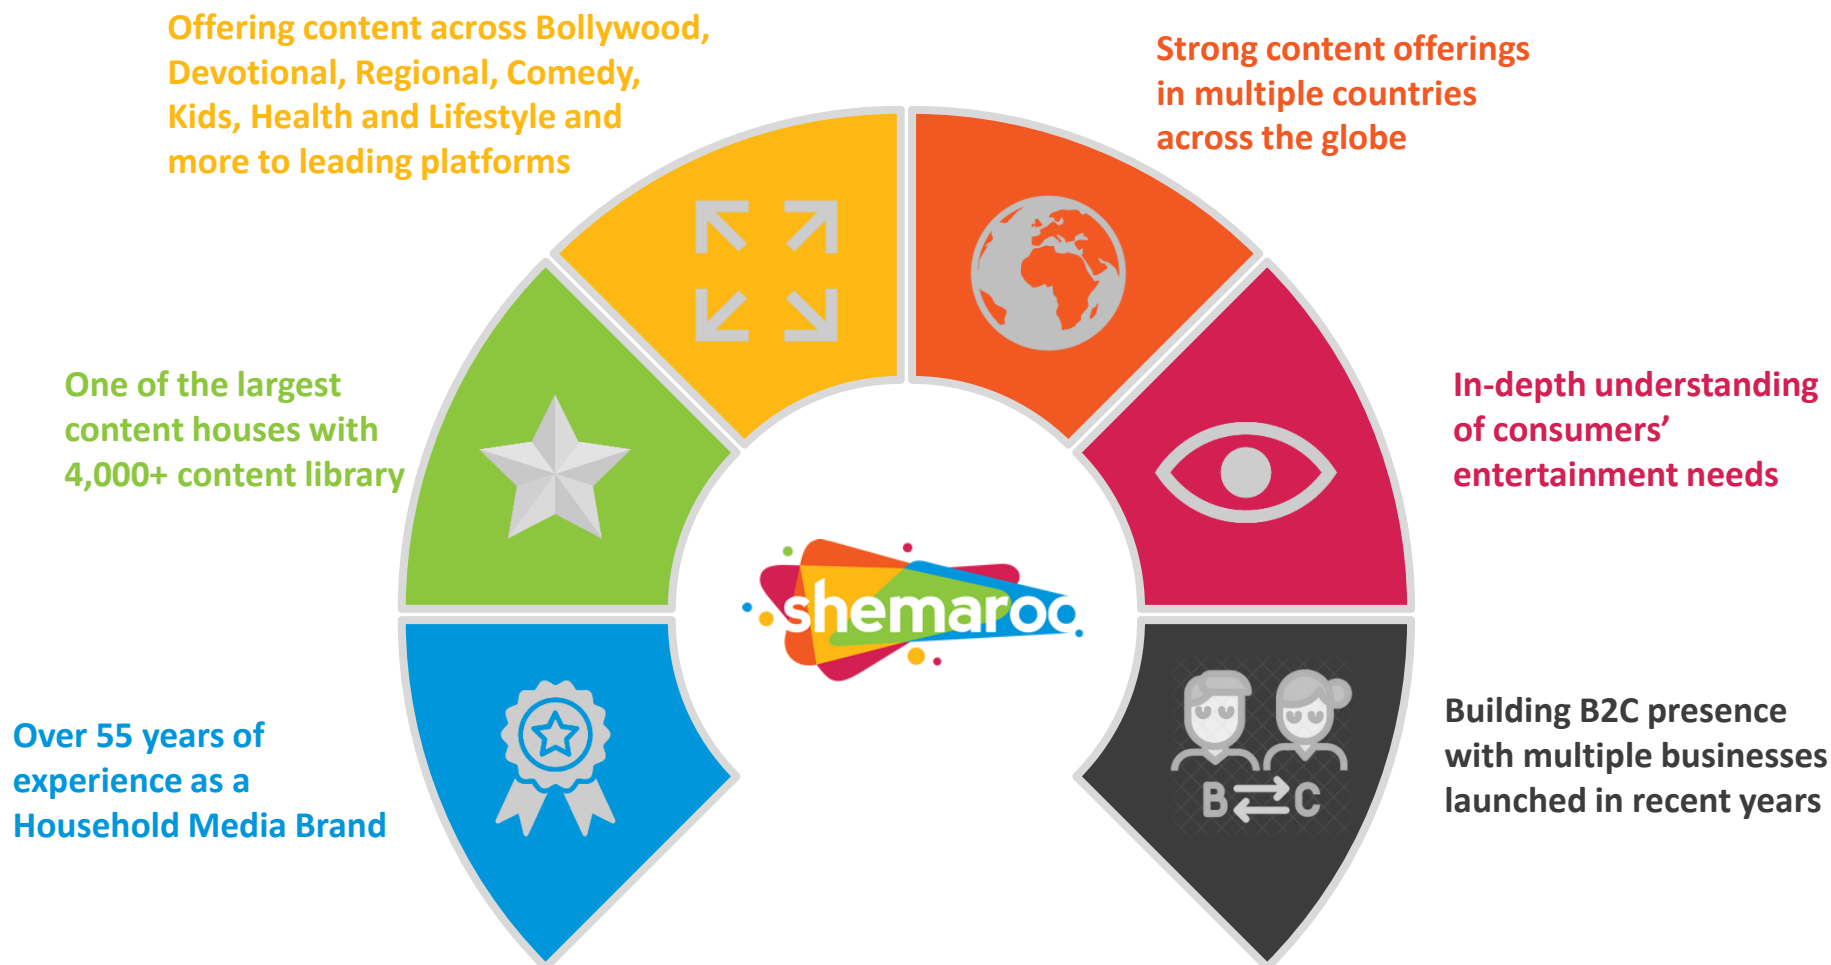 Offering content across Bollywood,
Devotional, Regional, Comedy,
Kids, Health and Lifestyle and
more to leading platforms
Strong content offerings
in multiple countries
across the globe
One of the largest
content houses with
4,000+ content library
In-depth understanding
of consumers’
entertainment needs
shemaroo
Over 55 years of
experience as a
Household Media Brand
B C
Building B2C presence
with multiple businesses
launched in recent years